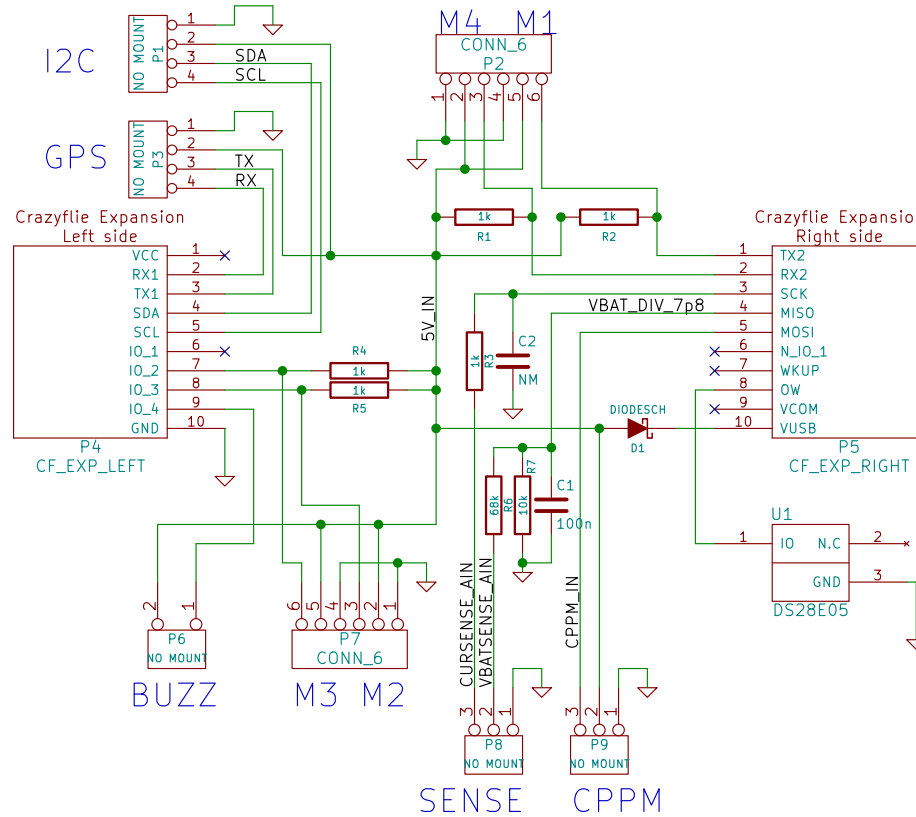 I2C
NO MOUNT
P1
1
2
3
4
SDA
SCL
GPS
NO MOUNT
P3
1
2
3
4
TX
RX
M4 M1
CONN_6
P2
1
2
3
4
5
6
Crazyflie Expansion
Left side
VCC 1
RX1 2
TX1 3
SDA 4
SCL 5
IO_1 6
IO_2 7
IO_3 8
IO_4 9
GND 10
P4
CF_EXP_LEFT
1k
R1
1k
R2
5V_IN
R4
1k
1k
R5
1k
R3
C2
NM
VBAT_DIV_7p8
Crazyflie Expansio
Right side
1 TX2
2 RX2
3 SCK
4 MISO
5 MOSI
6 N_IO_1
7 WKUP
8 OW
9 VCOM
10 VUSB
P5
CF_EXP_RIGHT
DIODESCH
D1
68k
R6
10k
R7
C1
100n
U1
1 IO N.C 2
GND 3
DS28E05
2
1
P6
NO MOUNT
BUZZ
6
5
4
3
2
1
P7
CONN_6
M3 M2
CURSENSE_AIN
VBATSENSE_AIN
CPPM_IN
3
2
1
P8
NO MOUNT
SENSE
3
2
1
P9
NO MOUNT
CPPM